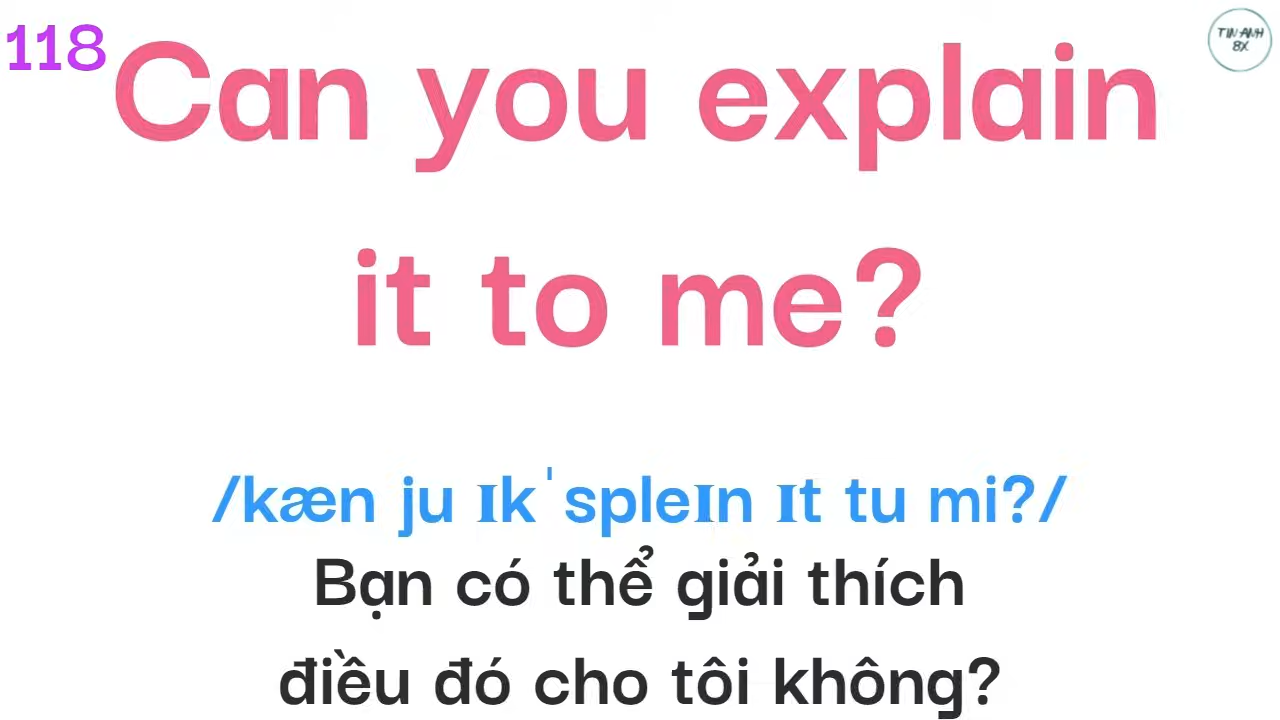 118
Can you explain
it to me?
/kæn ju ɪkˈspleɪn ɪt tu mi?/
Bạn có thể giải thích
điều đó cho tôi không?
TIN ANH
8X